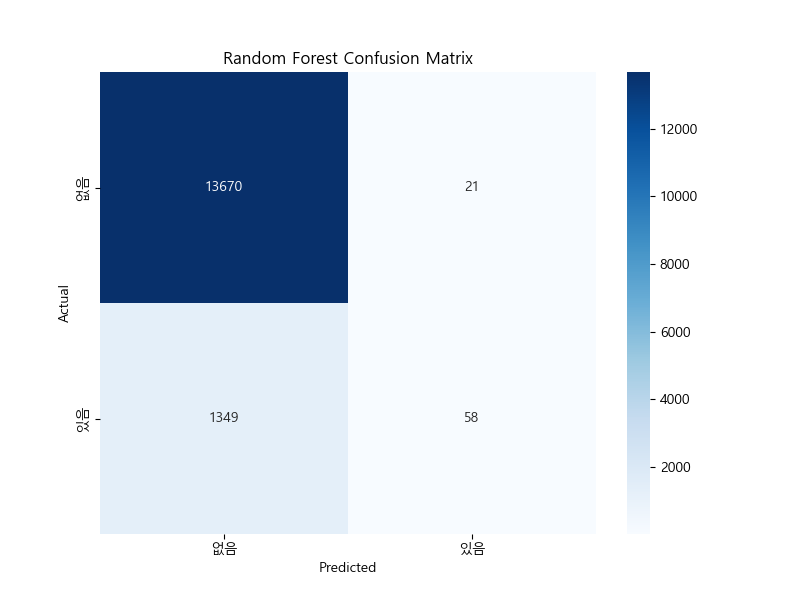 Random Forest Confusion Matrix
13670
21
1349
58
없음
있음
Actual
없음
있음
Predicted
12000
10000
8000
6000
4000
2000